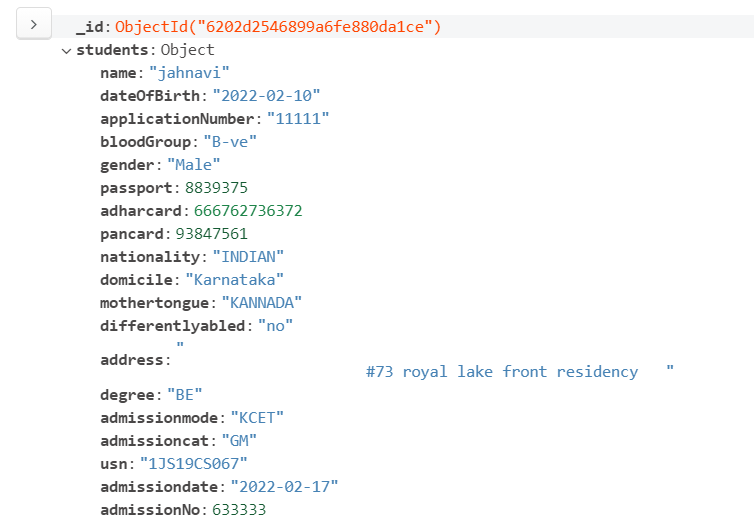 _id: ObjectId("6202d2546899a6fe880da1ce")
students: Object
name: "jahnavi"
dateOfBirth: "2022-02-10"
applicationNumber: "11111"
bloodGroup: "B-ve"
gender: "Male"
passport: 8839375
adharcard: 666762736372
pancard: 93847561
nationality: "INDIAN"
domicile: "Karnataka"
mothertongue: "KANNADA"
differentlyabled: "no"
"
address:
#73 royal lake front residency "
degree: "BE"
admissionmode: "KCET"
admissioncat: "GM"
usn: "1JS19CS067"
admissiondate: "2022-02-17"
admissionNo: 633333